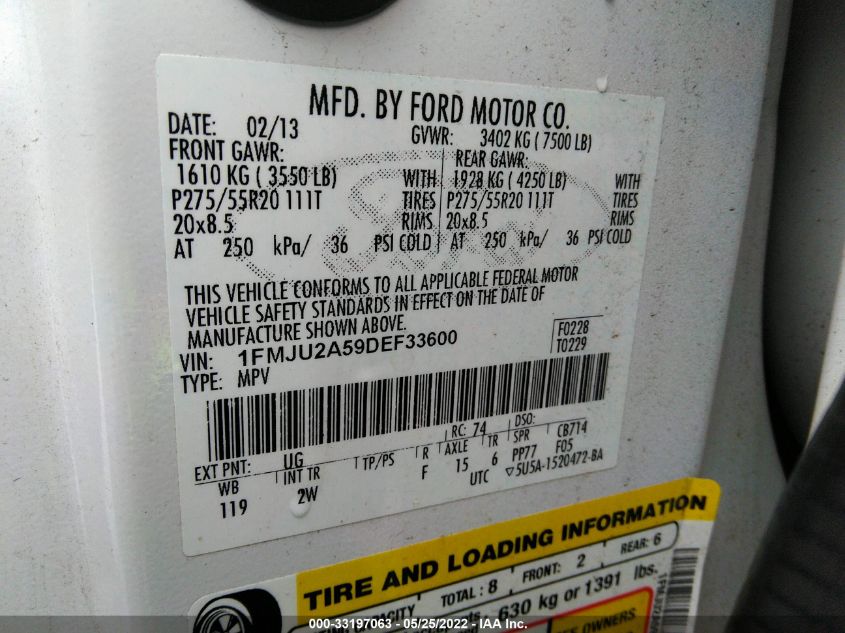 MFD. BY FORD MOTOR CO.
DATE: 02/13 GVWR: 3402 KG ( 7500 LB)
FRONT GAWR: REAR GAWR:
1610 KG ( 3550 LB) WITH 1928 KG ( 4250 LB) WITH
P275/55R20 111T TIRES P275/55R20 111T TIRES
20x8.5 RIMS 20x8.5 RIMS
AT 250 kPa/ 36 PSI COLD AT 250 kPa/ 36 PSI COLD
THIS VEHICLE CONFORMS TO ALL APPLICABLE FEDERAL MOTOR
VEHICLE SAFETY STANDARDS IN EFFECT ON THE DATE OF
MANUFACTURE SHOWN ABOVE.
VIN: 1FMJU2A59DEF33600 F0228
TYPE: MPV T0229
EXT PNT: UG RC: 74 DSO:
WB INT TR TP/PS R AXLE TR SPR CB714
119 2W F 15 6 PP77 F05
UTC 5U5A-1520472-BA
TIRE AND LOADING INFORMATION
CAPACITY TOTAL : 8 FRONT: 2 REAR: 6
630 kg or 1391 lbs.
OWNERS
000-33197063 - 05/25/2022 - IAA Inc.